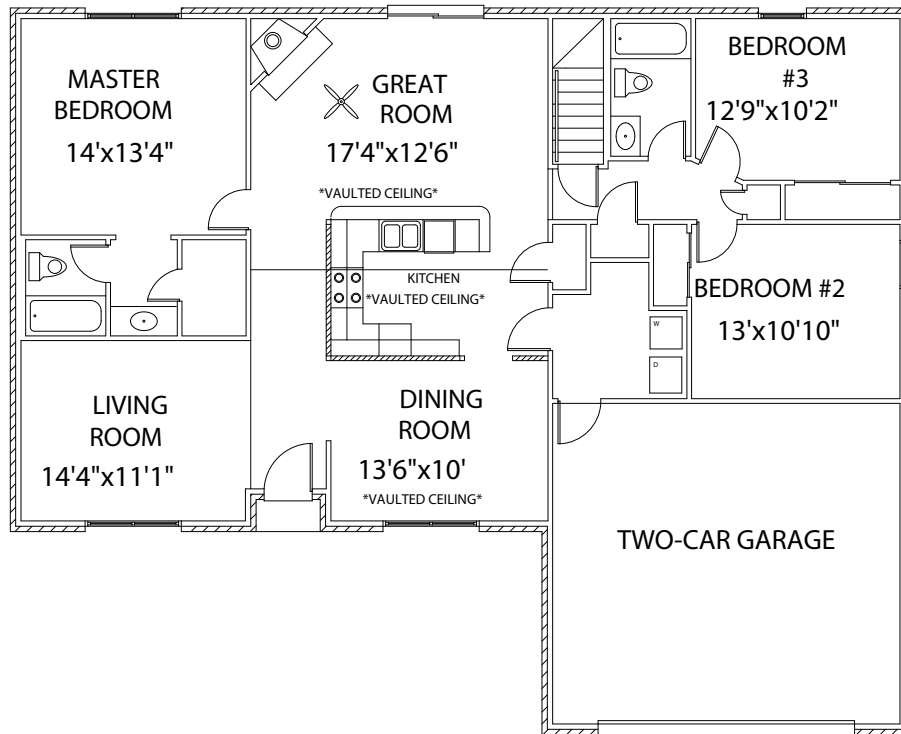 MASTER
BEDROOM
14'x13'4"
GREAT
ROOM
17'4"x12'6"
*VAULTED CEILING*
BEDROOM
#3
12'9"x10'2"
KITCHEN
*VAULTED CEILING*
BEDROOM #2
13'x10'10"
W
D
LIVING
ROOM
14'4"x11'1"
DINING
ROOM
13'6"x10'
*VAULTED CEILING*
TWO-CAR GARAGE